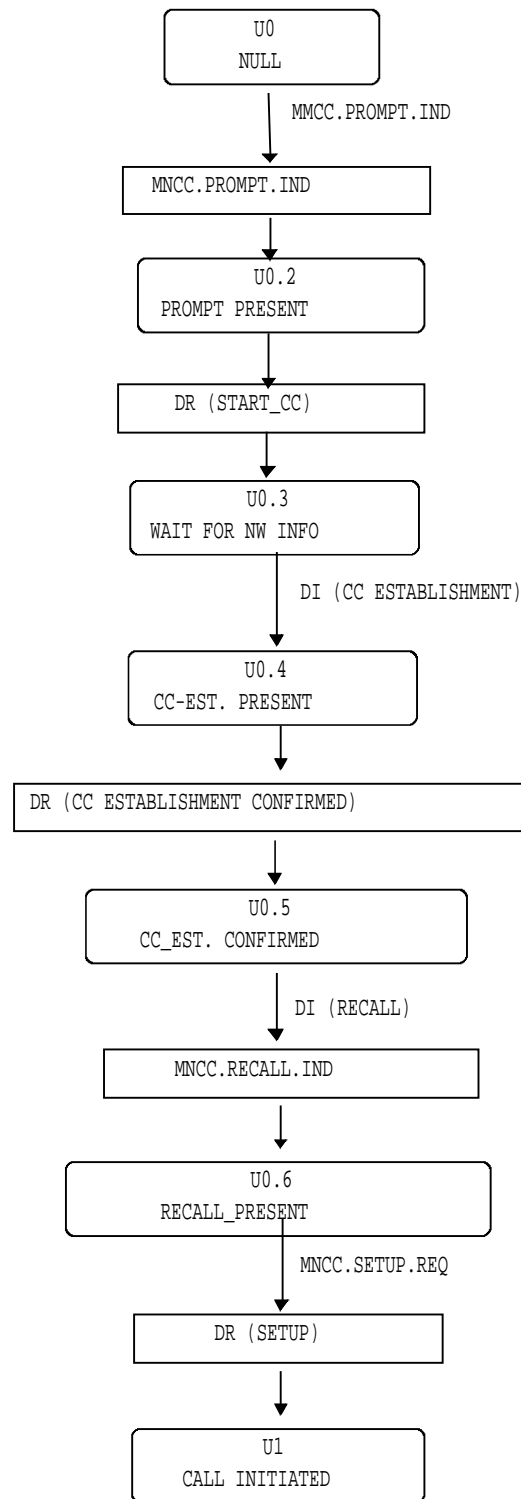 U0
NULL
MMCC.PROMPT.IND
MNCC.PROMPT.IND
U0.2
PROMPT PRESENT
DR (START_CC)
U0.3
WAIT FOR NW INFO
DI (CC ESTABLISHMENT)
U0.4
CC-EST. PRESENT
DR (CC ESTABLISHMENT CONFIRMED)
U0.5
CC_EST. CONFIRMED
DI (RECALL)
MNCC.RECALL.IND
U0.6
RECALL_PRESENT
MNCC.SETUP.REQ
DR (SETUP)
U1
CALL INITIATED